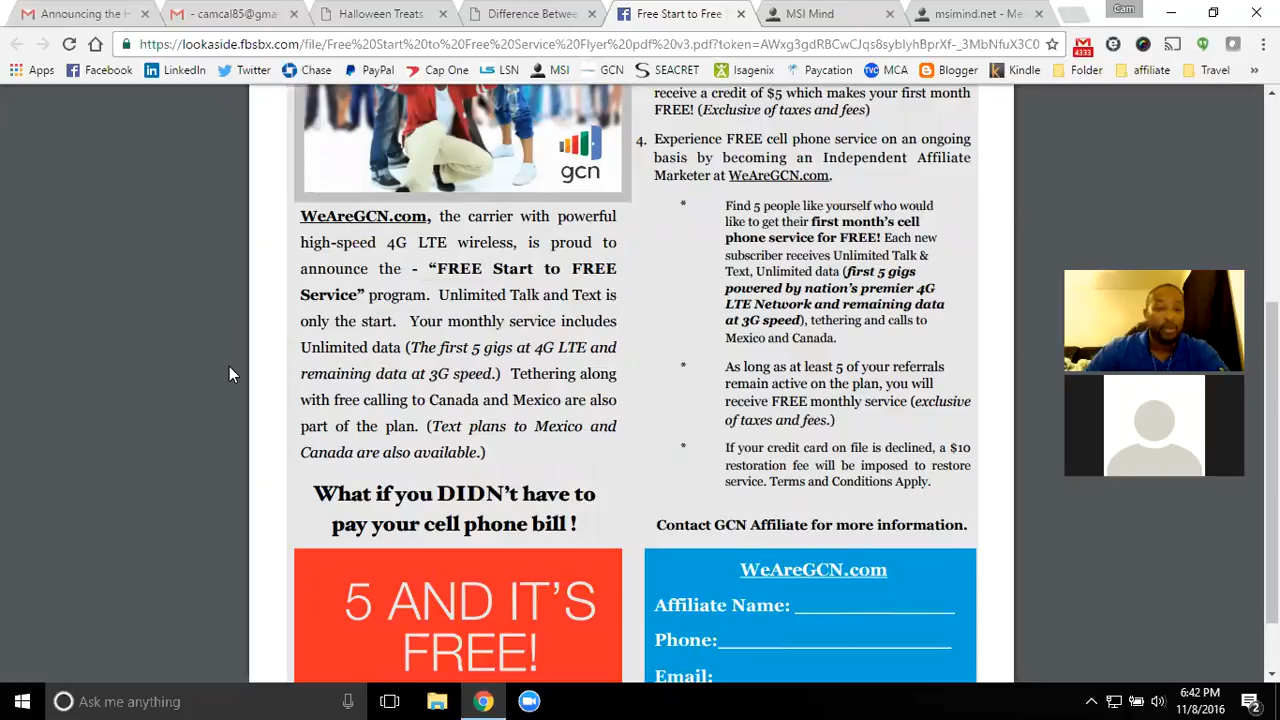 Announcing the H
- camcal85@gma
Halloween Treats
Difference Betwee
Free Start to Free
MSI Mind
msimind.net - Me
Cam
https://lookaside.fbsbx.com/file/Free%20Start%20to%20Free%20Service%20Flyer%20pdf%20v3.pdf?token=AWxg3gdRBCwCJqs8syblyhBprXf-_3MbNfuX3C0
4333
Apps
Facebook
LinkedIn
Twitter
Chase
PayPal
Cap One
LSN
MSI
GCN
SEACRET
Isagenix
Paycation
TVC MCA
Blogger
Kindle
Folder
affiliate
Travel
gcn
WeAreGCN.com, the carrier with powerful
high-speed 4G LTE wireless, is proud to
announce the - “FREE Start to FREE
Service” program. Unlimited Talk and Text is
only the start. Your monthly service includes
Unlimited data (The first 5 gigs at 4G LTE and
remaining data at 3G speed.) Tethering along
with free calling to Canada and Mexico are also
part of the plan. (Text plans to Mexico and
Canada are also available.)
What if you DIDN’t have to
pay your cell phone bill !
5 AND IT’S
FREE!
receive a credit of $5 which makes your first month
FREE! (Exclusive of taxes and fees)
4. Experience FREE cell phone service on an ongoing
basis by becoming an Independent Affiliate
Marketer at WeAreGCN.com.
* Find 5 people like yourself who would
like to get their first month’s cell
phone service for FREE! Each new
subscriber receives Unlimited Talk &
Text, Unlimited data (first 5 gigs
powered by nation’s premier 4G
LTE Network and remaining data
at 3G speed), tethering and calls to
Mexico and Canada.
* As long as at least 5 of your referrals
remain active on the plan, you will
receive FREE monthly service (exclusive
of taxes and fees.)
* If your credit card on file is declined, a $10
restoration fee will be imposed to restore
service. Terms and Conditions Apply.
Contact GCN Affiliate for more information.
WeAreGCN.com
Affiliate Name: _______________
Phone:______________________
Email:
Ask me anything
6:42 PM
11/8/2016
2